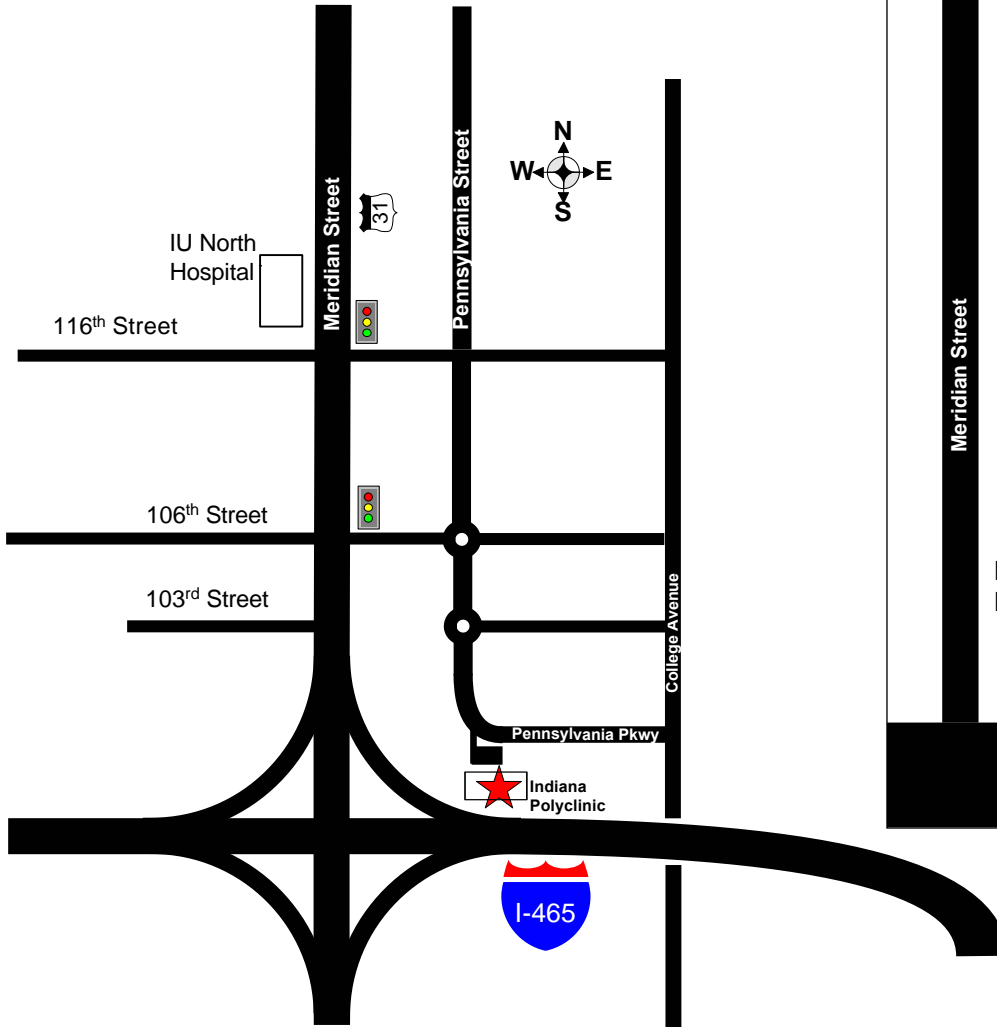 N
W E
S
Meridian Street
Pennsylvania Street
31
IU North
Hospital
116th Street
106th Street
103rd Street
College Avenue
Pennsylvania Pkwy
Indiana
Polyclinic
I-465
Meridian Street